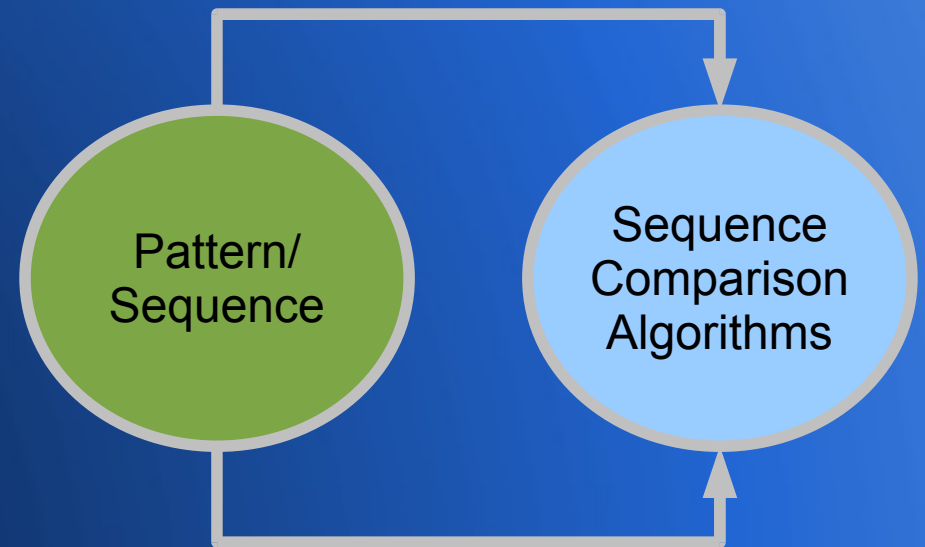 Pattern/
Sequence
Sequence
Comparison
Algorithms